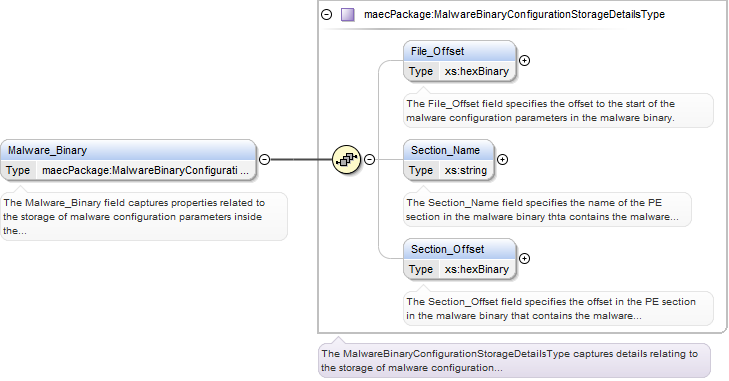 maecPackage:MalwareBinaryConfigurationStorageDetailsType
File_Offset
Type xs:hexBinary
The File_Offset field specifies the offset to the start of the
malware configuration parameters in the malware binary.
Malware_Binary
Type maecPackage:MalwareBinaryConfigurati ...
The Malware_Binary field captures properties related to
the storage of malware configuration parameters inside
the...
Section_Name
Type xs:string
The Section_Name field specifies the name of the PE
section in the malware binary thta contains the malware...
Section_Offset
Type xs:hexBinary
The Section_Offset field specifies the offset in the PE section
in the malware binary that contains the malware...
The MalwareBinaryConfigurationStorageDetailsType captures details relating to
the storage of malware configuration...